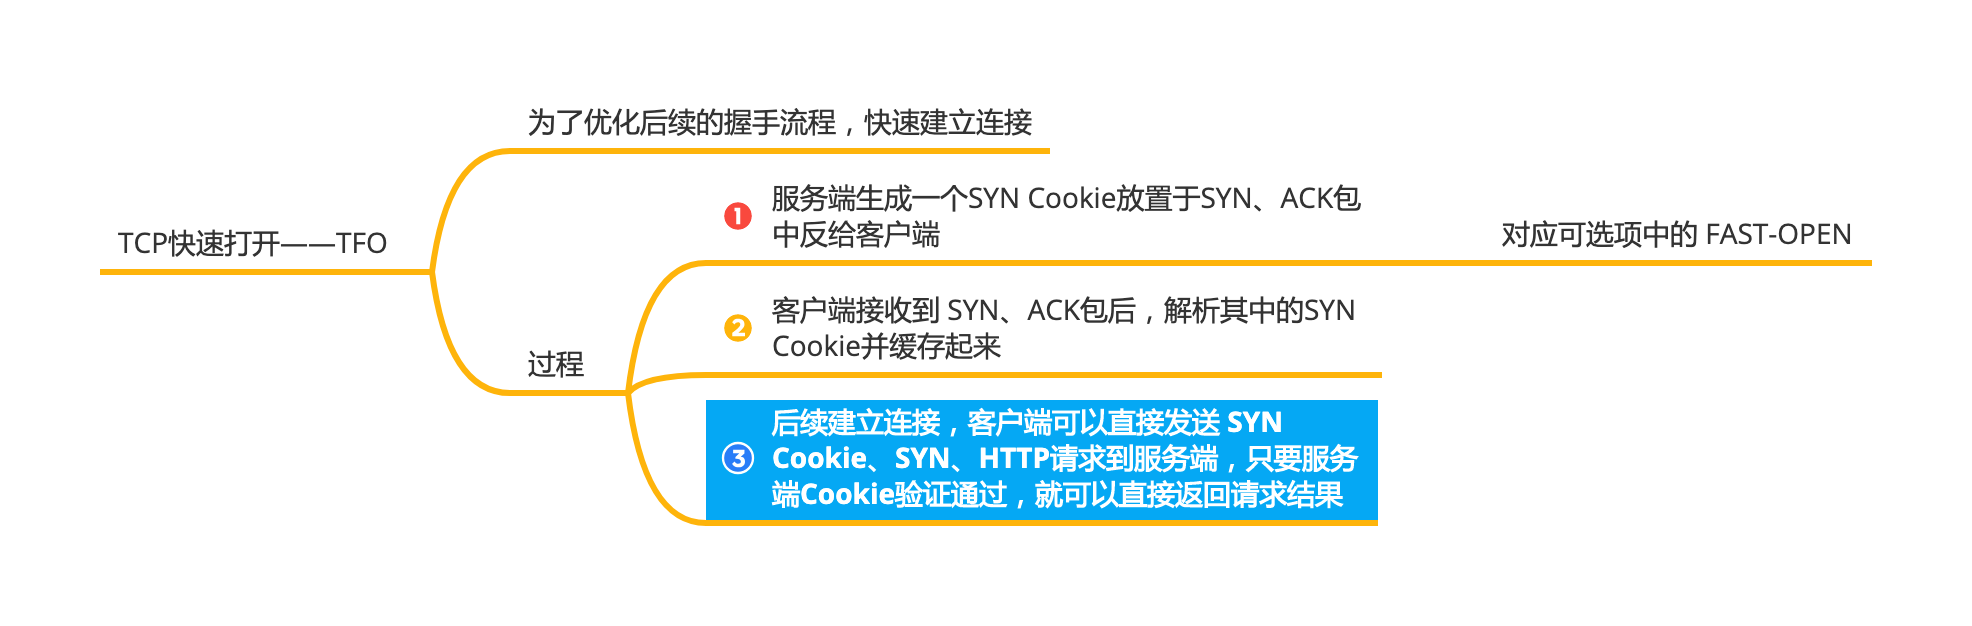 TCP快速打开——TFO
为了优化后续的握手流程，快速建立连接
过程
❶ 服务端生成一个SYN Cookie放置于SYN、ACK包
中反给客户端
对应可选项中的 FAST-OPEN
❷ 客户端接收到 SYN、ACK包后，解析其中的SYN
Cookie并缓存起来
③ 后续建立连接，客户端可以直接发送 SYN
Cookie、SYN、HTTP请求到服务端，只要服务
端Cookie验证通过，就可以直接返回请求结果